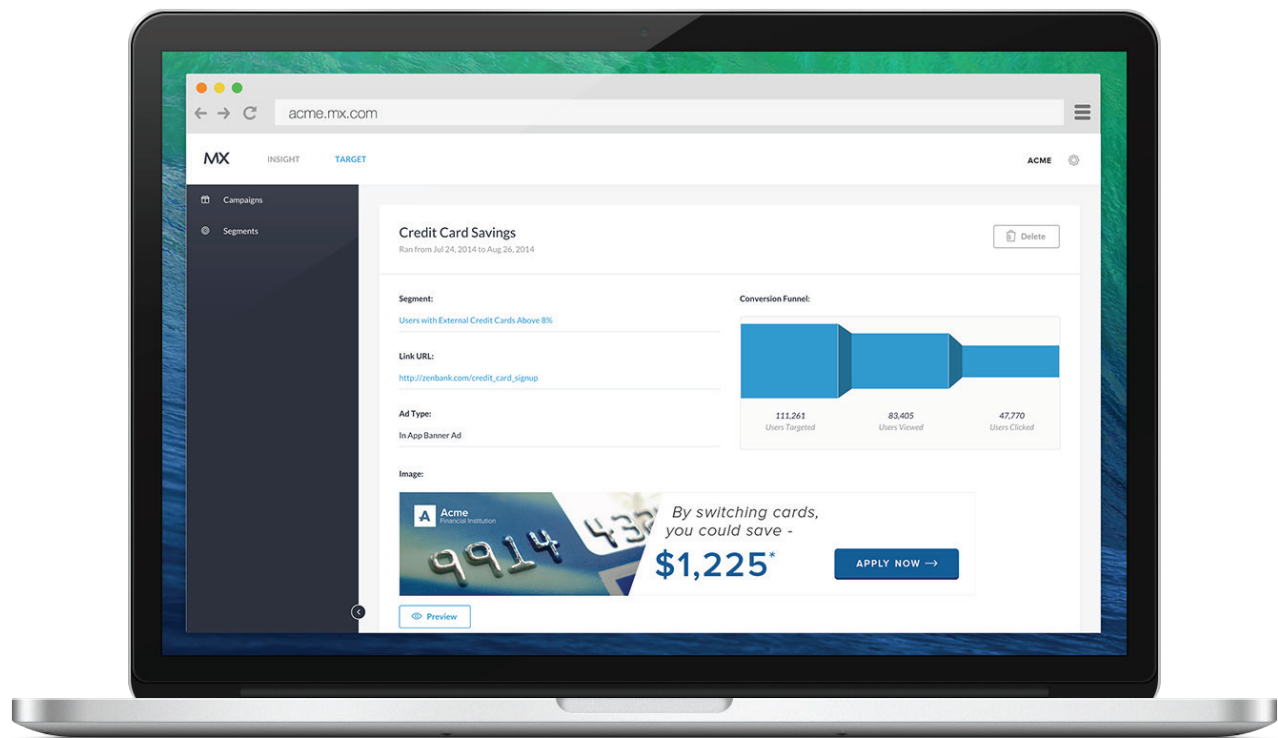 acme.mx.com
MX INSIGHT TARGET ACME
Campaigns
Segments
Credit Card Savings
Ran from Jul 24, 2014 to Aug 26, 2014
Delete
Segment:
Users with External Credit Cards Above 8%
Link URL:
http://zenbank.com/credit_card_signup
Ad Type:
In App Banner Ad
Conversion Funnel:
111,261 83,405 47,770
Users Targeted Users Viewed Users Clicked
Image:
A Acme
Financial Institution
9914 43
By switching cards,
you could save -
$1,225*
APPLY NOW →
Preview